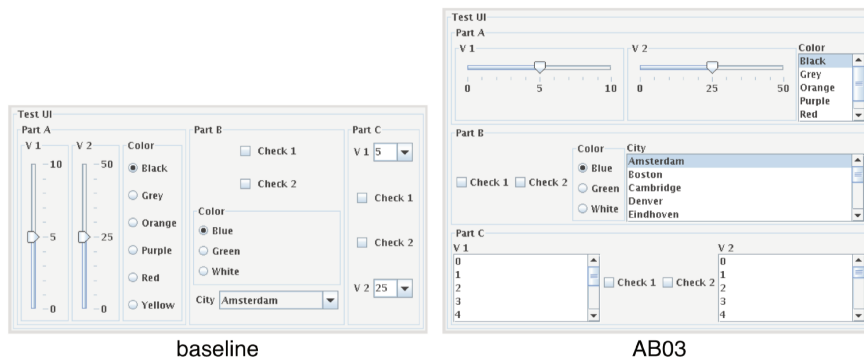 Test UI
Part A
V 1
10
5
0
V 2
50
25
0
Color
Black
Grey
Orange
Purple
Red
Yellow
Part B
Check 1
Check 2
Color
Blue
Green
White
City Amsterdam
Part C
V 1 5
Check 1
Check 2
V 2 25
baseline
Test UI
Part A
V 1
0 5 10
V 2
0 25 50
Color
Black
Grey
Orange
Purple
Red
Part B
Check 1 Check 2
Color
Blue
Green
White
City
Amsterdam
Boston
Cambridge
Denver
Eindhoven
Part C
V 1
0
1
2
3
4
Check 1 Check 2
V 2
0
1
2
3
4
AB03